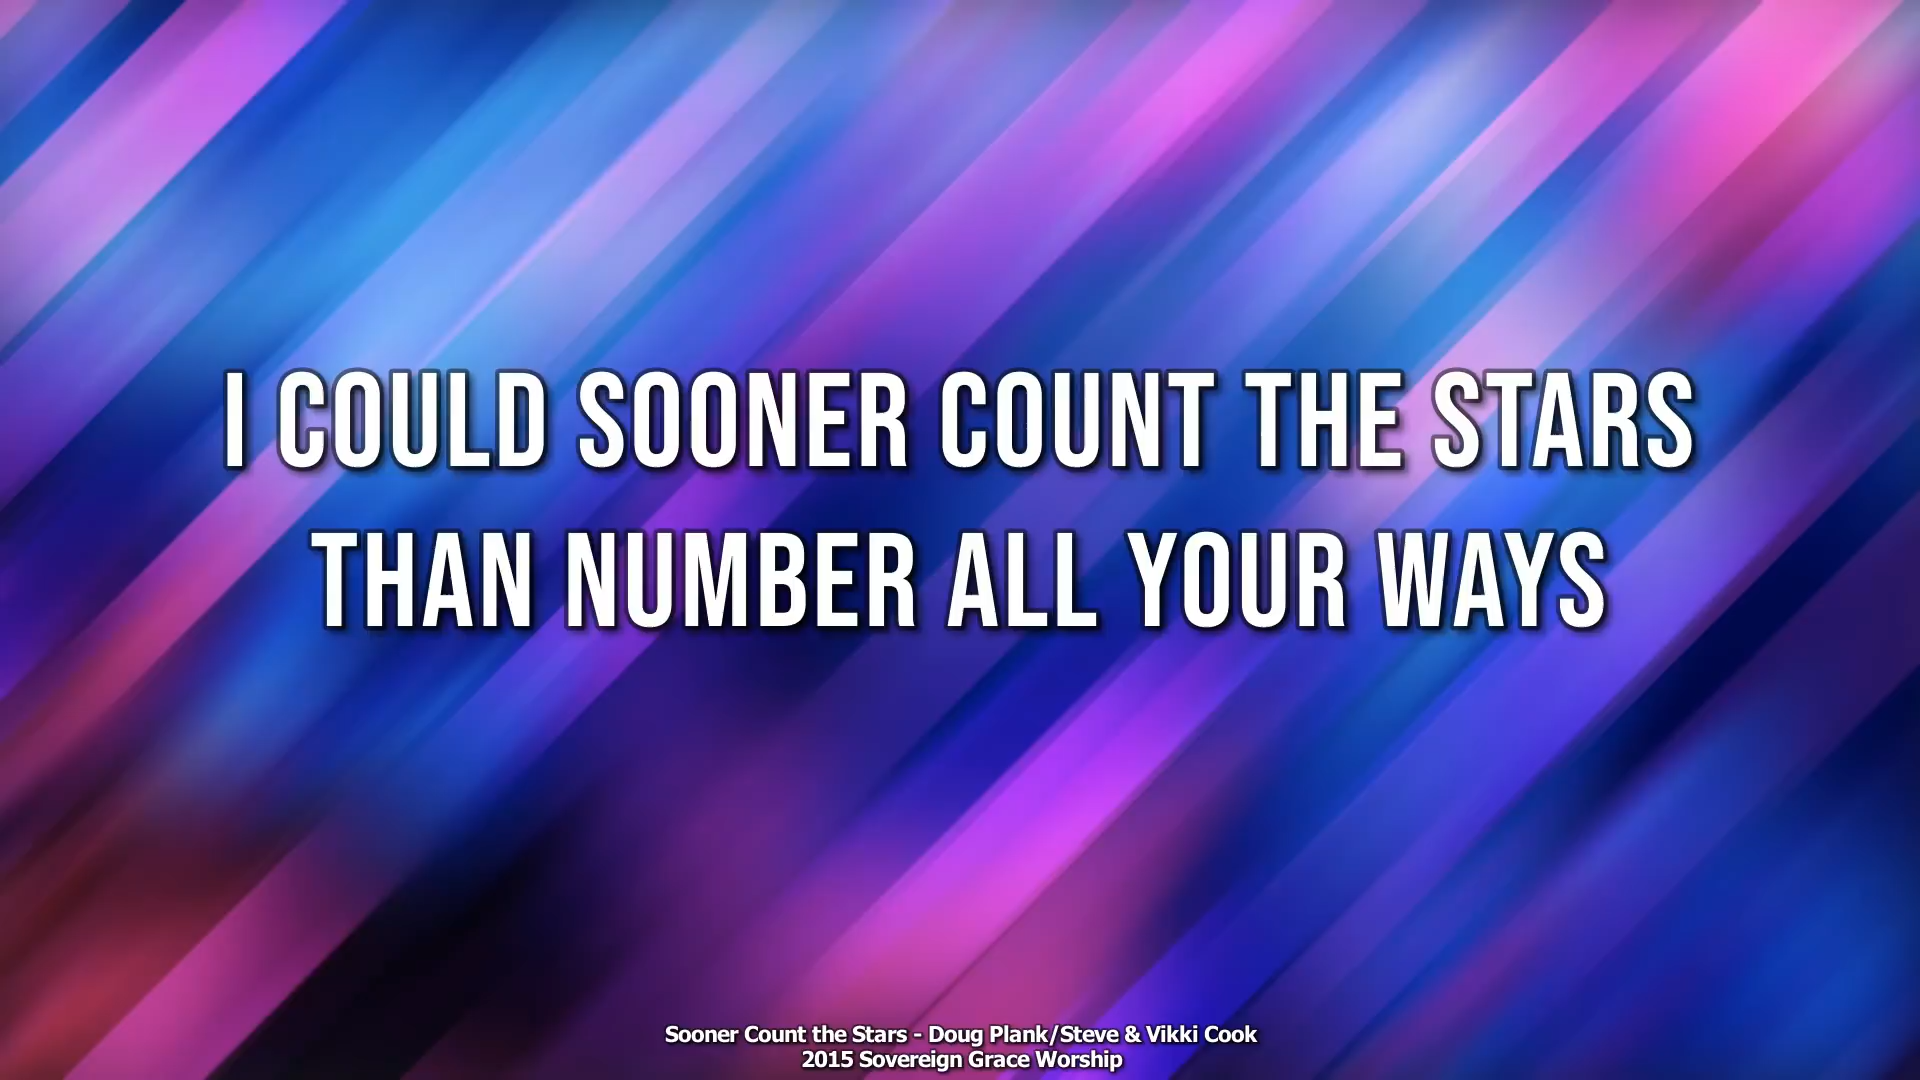 I COULD SOONER COUNT THE STARS
THAN NUMBER ALL YOUR WAYS
Sooner Count the Stars - Doug Plank/Steve & Vikki Cook
2015 Sovereign Grace Worship